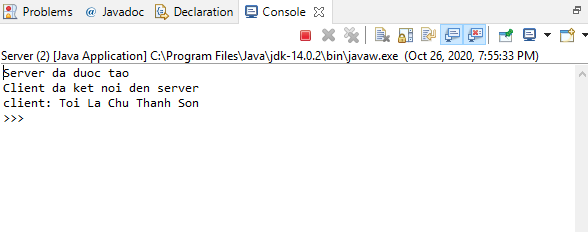 Problems @ Javadoc Declaration Console
Server (2) [Java Application] C:\Program Files\Java\jdk-14.0.2\bin\javaw.exe (Oct 26, 2020, 7:55:33 PM)
Server da duoc tao
Client da ket noi den server
client: Toi La Chu Thanh Son
>>>